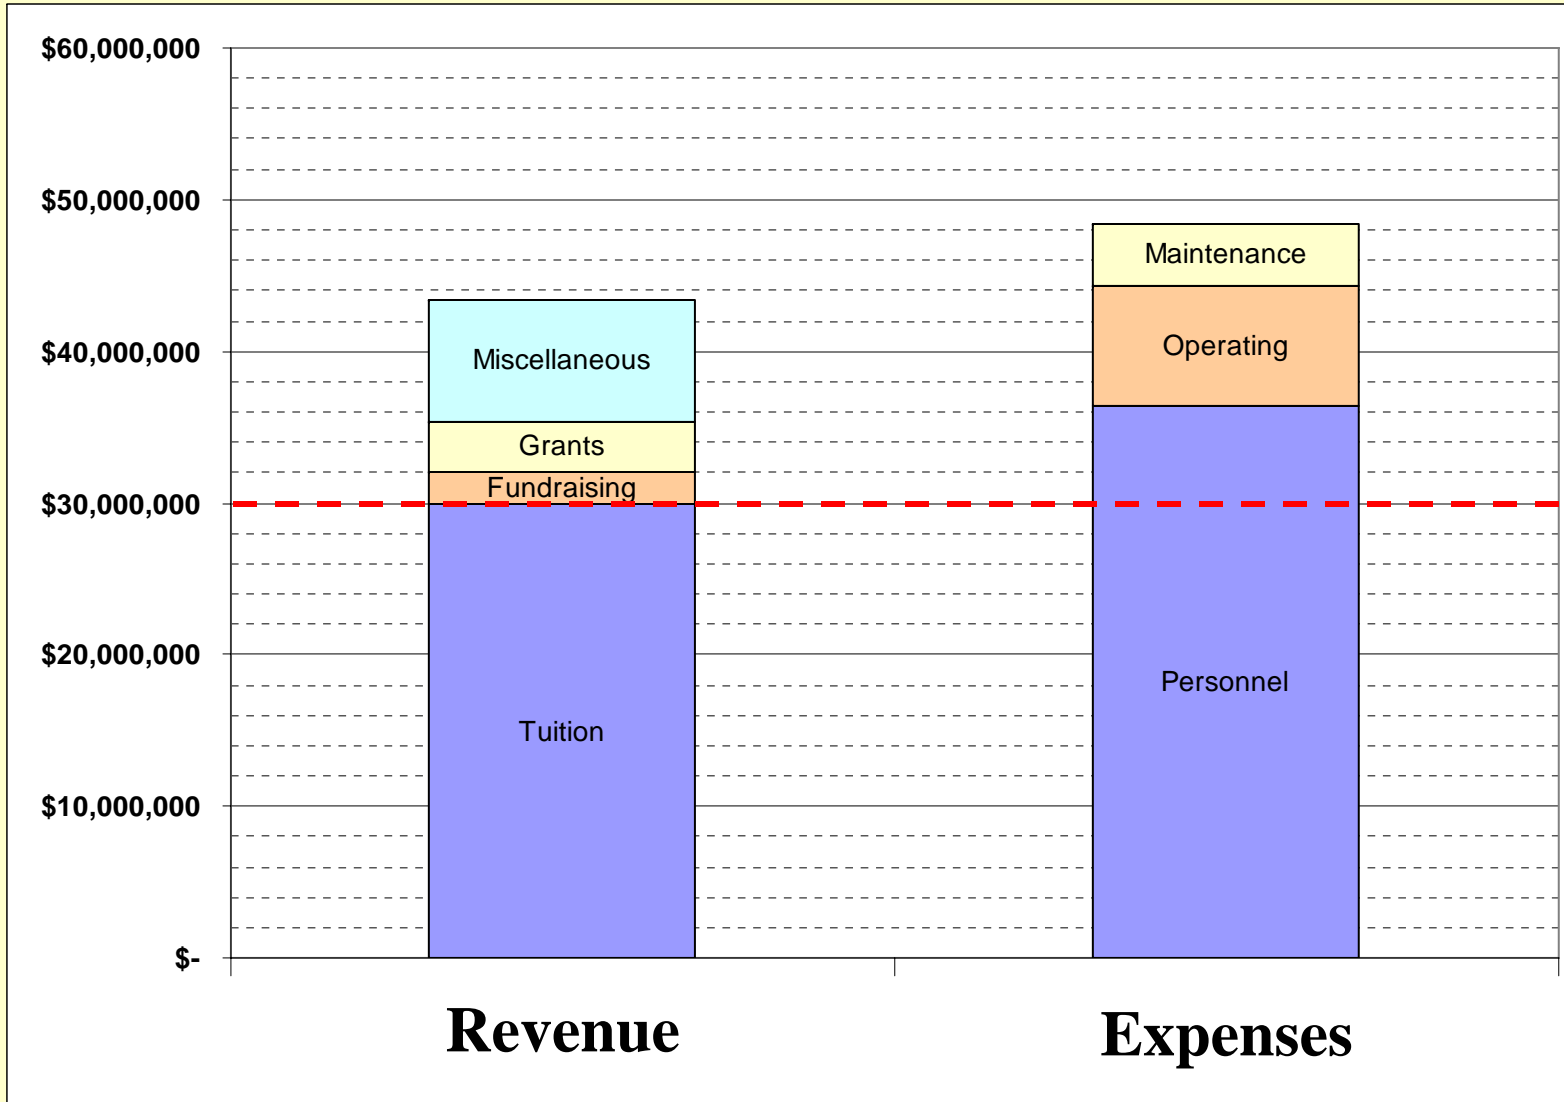 $60,000,000
$50,000,000
$40,000,000
$30,000,000
$20,000,000
$10,000,000
$-
Miscellaneous
Grants
Fundraising
Tuition
Maintenance
Operating
Personnel
Revenue
Expenses